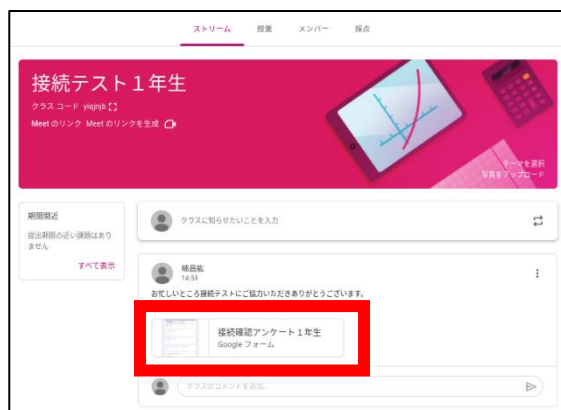 ストリーム 授業 メンバー 採点
接続テスト１年生
クラス コード yiqjnjb
Meet のリンク Meet のリンクを生成
テーマを選択
写真をアップロード
期限間近
提出期限の近い課題はあり
ません
すべて表示
クラスに知らせたいことを入力
14:59
お忙しいところ接続テストにご協力いただきありがとうございます。
接続確認アンケート１年生
Google フォーム
クラスのコメントを追加...